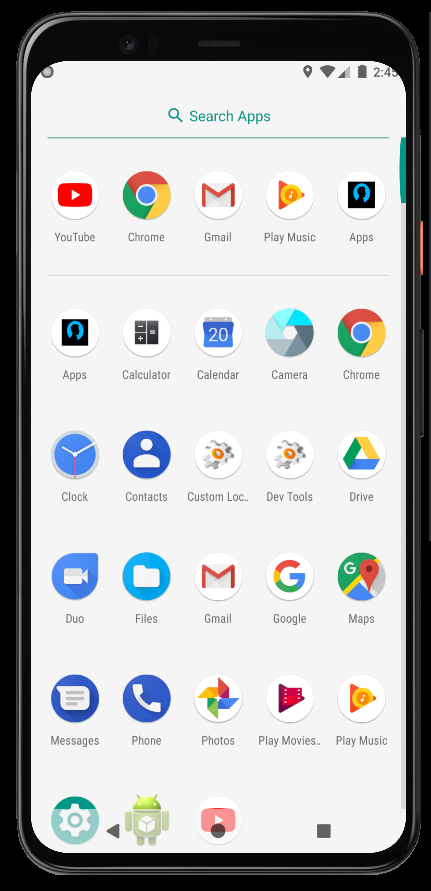 2:45
Search Apps
YouTube
Chrome
Gmail
Play Music
Apps
Apps
Calculator
20
Calendar
Camera
Chrome
Clock
Contacts
Custom Loc..
Dev Tools
Drive
Duo
Files
Gmail
G
Google
G
Maps
Messages
Phone
Photos
Play Movies..
Play Music